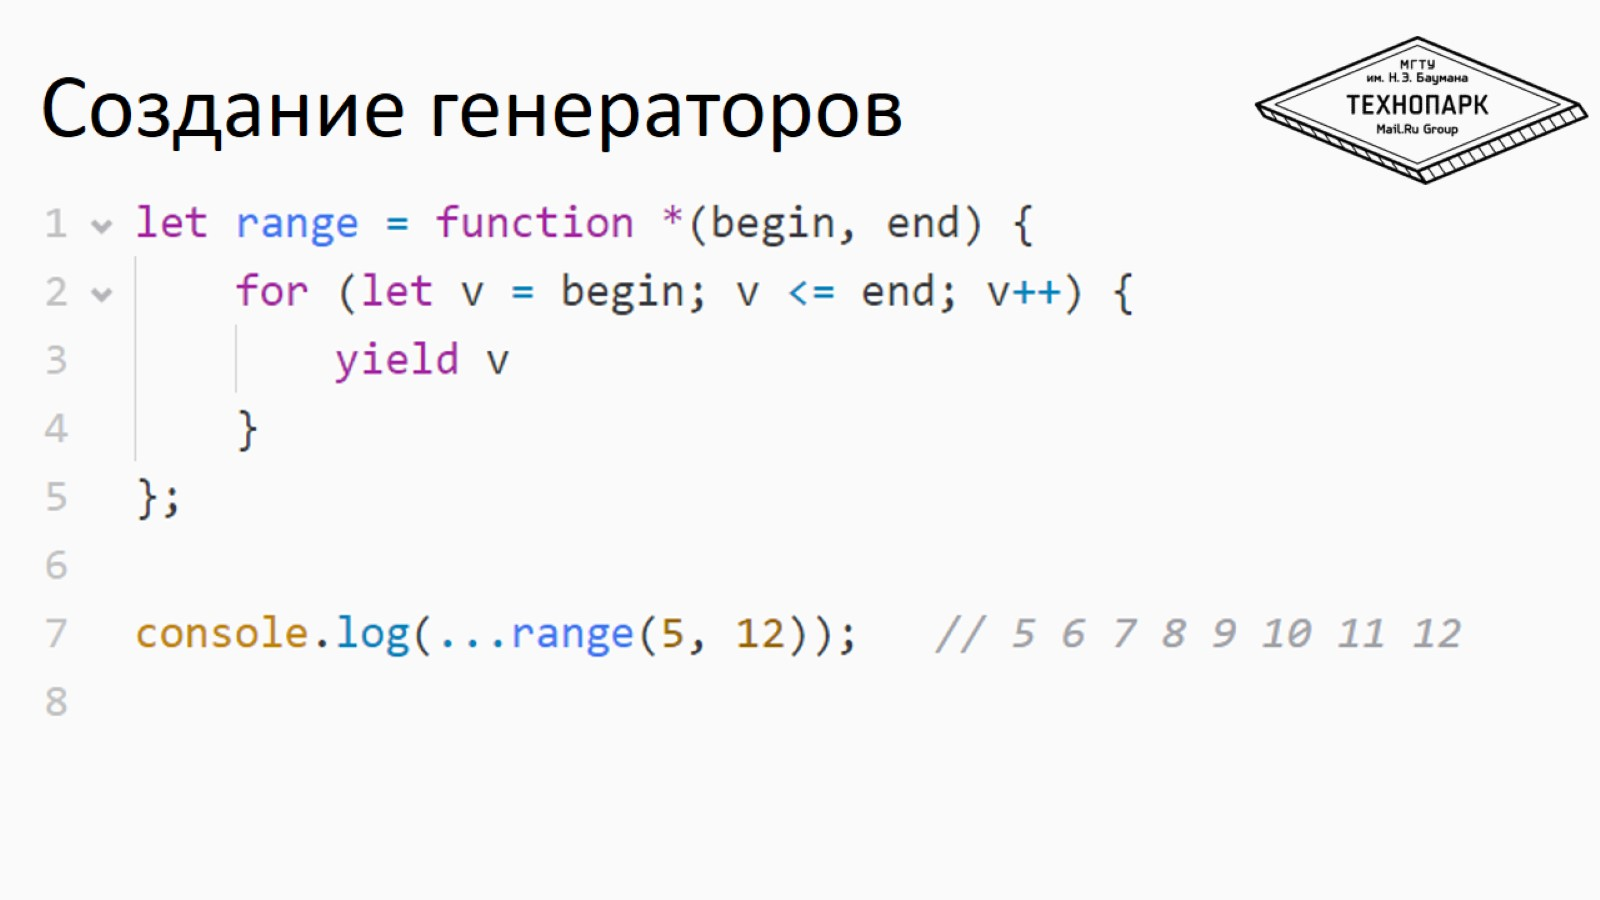 Создание генераторов
МГТУ
им. Н.Э. Баумана
ТЕХНОПАРК
Mail.Ru Group
1 let range = function *(begin, end) {
2 for (let v = begin; v <= end; v++) {
3 yield v
4 }
5 };
6
7 console.log(...range(5, 12)); // 5 6 7 8 9 10 11 12
8